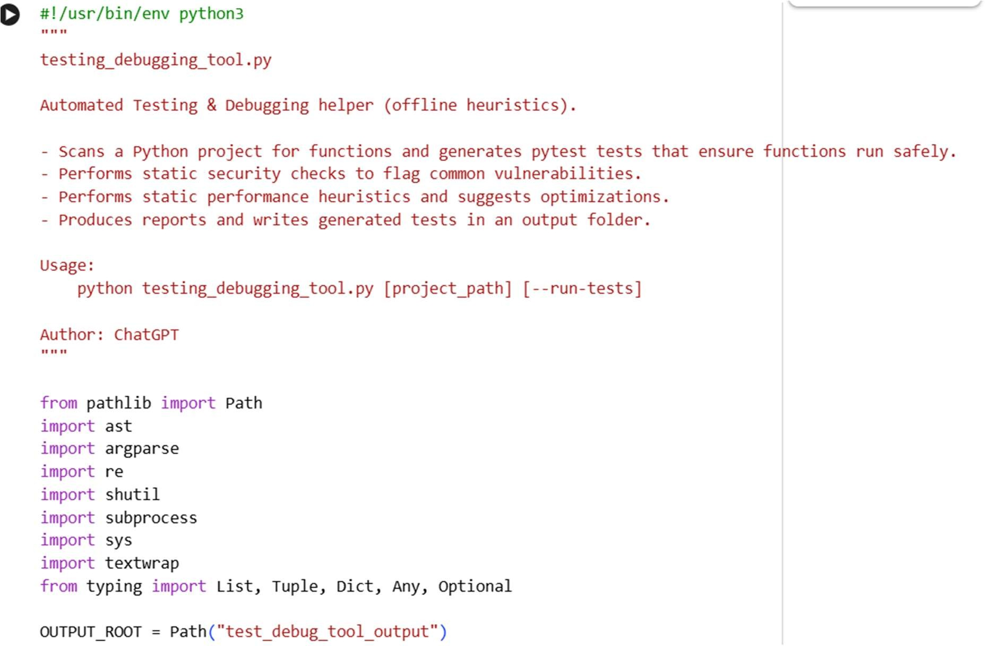 #!/usr/bin/env python3
"""
testing_debugging_tool.py
Automated Testing & Debugging helper (offline heuristics).
- Scans a Python project for functions and generates pytest tests that ensure functions run safely.
- Performs static security checks to flag common vulnerabilities.
- Performs static performance heuristics and suggests optimizations.
- Produces reports and writes generated tests in an output folder.
Usage:
    python testing_debugging_tool.py [project_path] [--run-tests]
Author: ChatGPT
"""
from pathlib import Path
import ast
import argparse
import re
import shutil
import subprocess
import sys
import textwrap
from typing import List, Tuple, Dict, Any, Optional
OUTPUT_ROOT = Path("test_debug_tool_output")